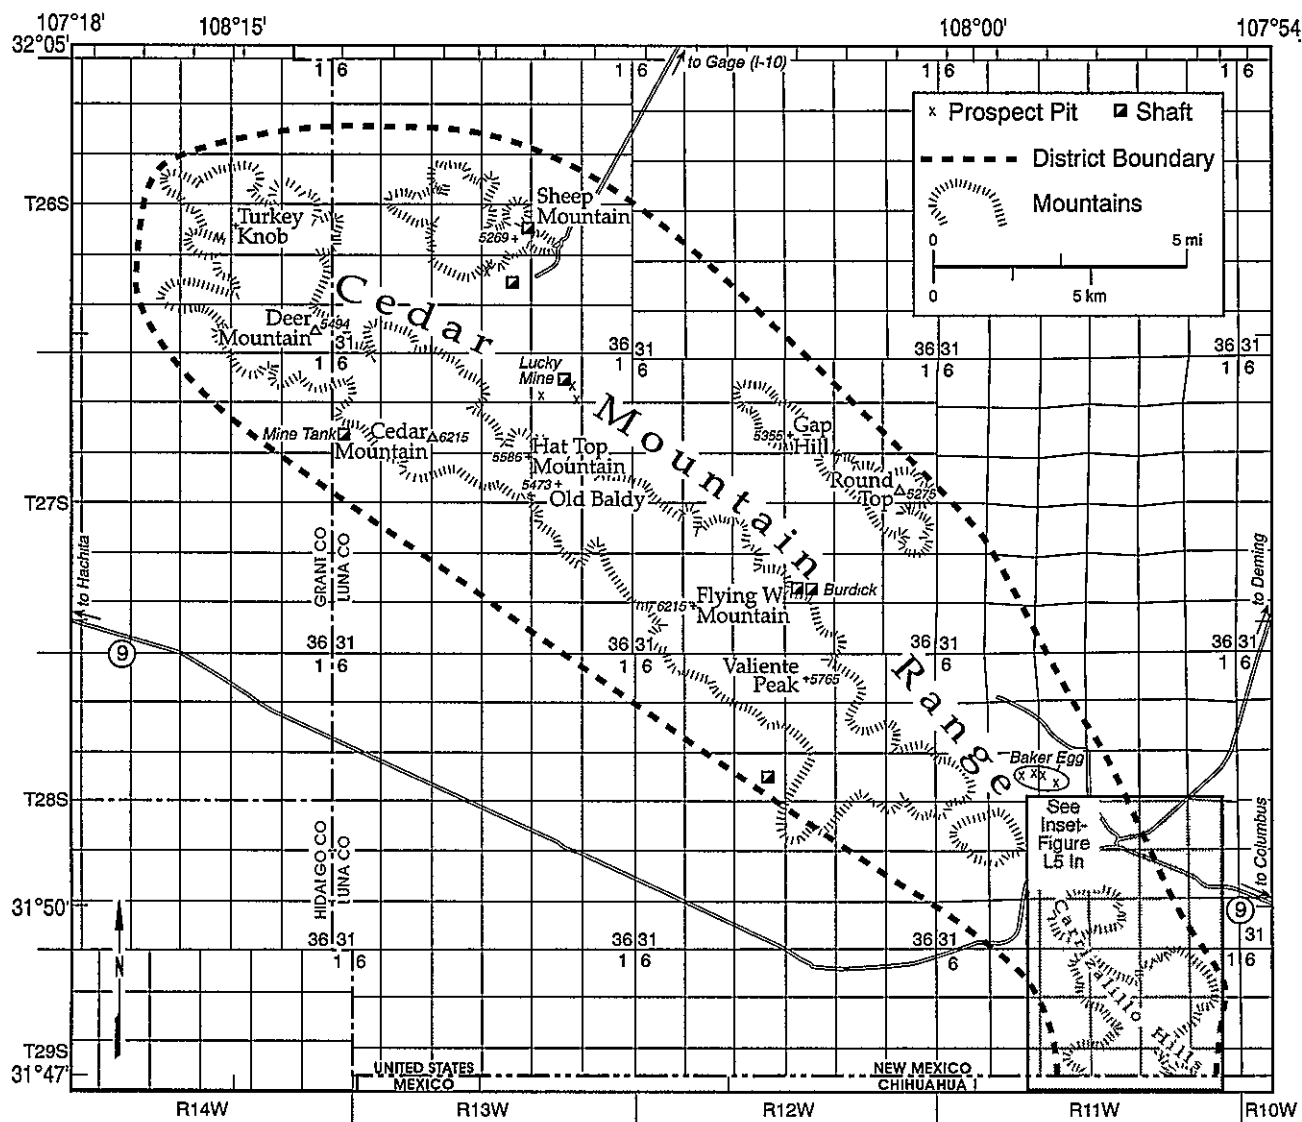 107°18' 108°15' 108°00' 107°54'
32°05'
to Gage (I-10)
1 6 1 6 1 6 1 6
x Prospect Pit Shaft
District Boundary
Mountains
0 5 mi
0 5 km
T26S
Turkey
Knob
Sheep
Mountain
5269 +
Cedar
Mountain
Range
Deer
Mountain
5494
31 36 31 36 31 36 31
1 6 1 6 1 6 1 6
Lucky
Mine
Mine Tank
Cedar
Mountain
6215
5586 +
Hat Top
Mountain
5473 +
Old Baldy
5355 +
Gap
Hill
Round
Top
5275
T27S
to Hachita
GRANT CO
LUNA CO
to Deming
Flying W.
Mountain
6215 +
Burdick
9
36 31 36 31 36 31 36 31
1 6 1 6 6 1 6
Valiente
Peak
+5765
Baker Egg
T28S
See
Inset-
Figure
L5 In
HIDALGO CO
LUNA CO
to Columbus
31°50'
9
36 31 36 31 36 31 31
1 6 1 6 6 1 6
Carrizalillo Hills
N
T29S
31°47'
UNITED STATES
MEXICO
NEW MEXICO
CHIHUAHUA
R14W R13W R12W R11W R10W